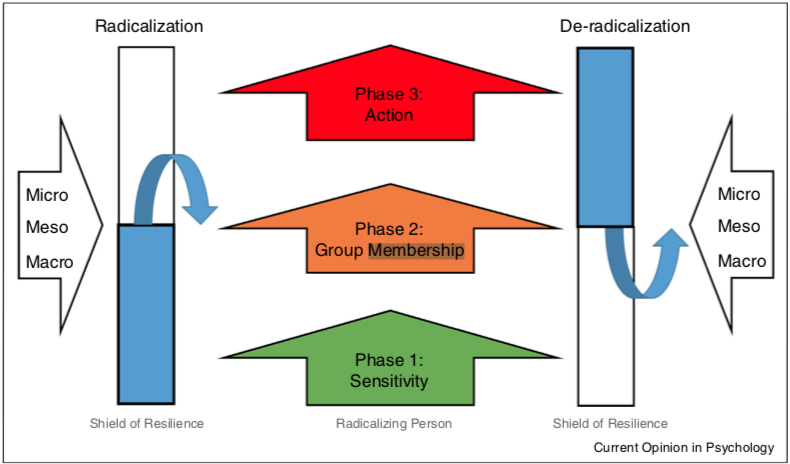 Radicalization
De-radicalization
Phase 3:
Action
Micro
Meso
Macro
Phase 2:
Group Membership
Micro
Meso
Macro
Phase 1:
Sensitivity
Shield of Resilience
Radicalizing Person
Shield of Resilience
Current Opinion in Psychology